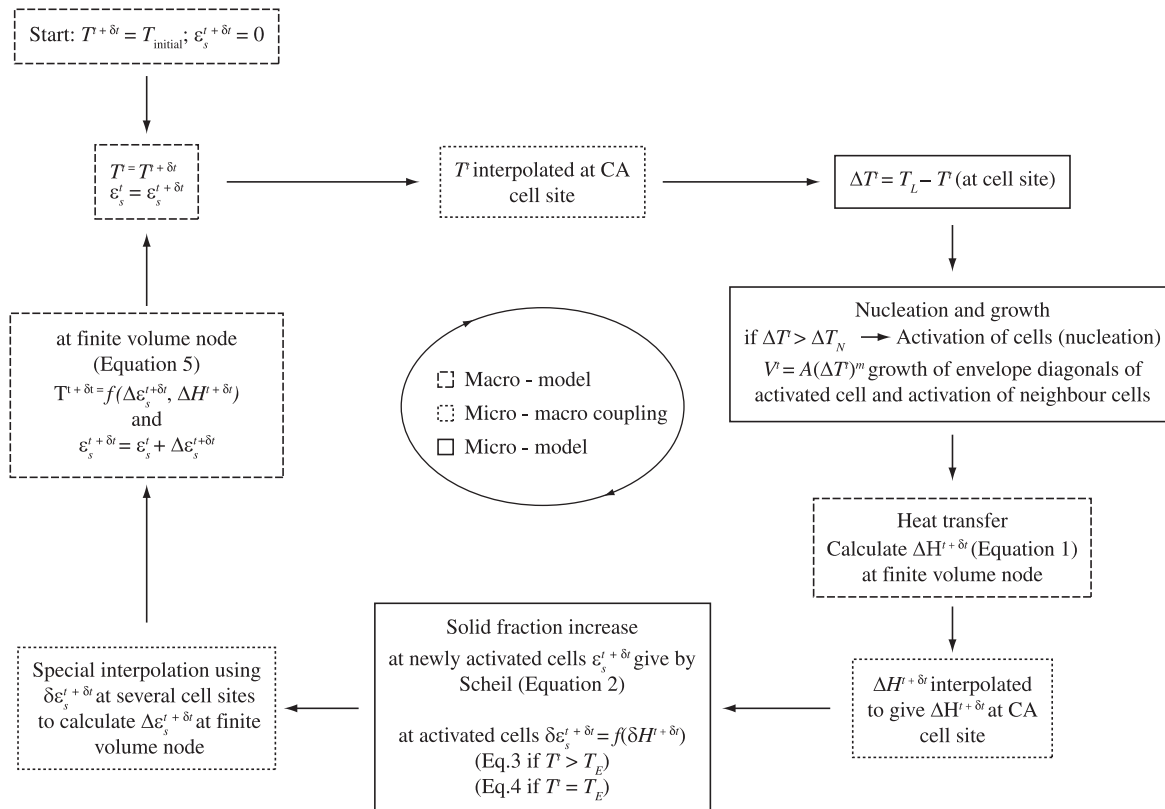 Start: T^{t + δt} = T_{initial}; ε_s^{t + δt} = 0
T^t = T^{t + δt}
ε_s^t = ε_s^{t + δt}
T^t interpolated at CA
cell site
ΔT^t = T_L – T^t (at cell site)
Nucleation and growth
if ΔT^t > ΔT_N → Activation of cells (nucleation)
V^t = A(ΔT^t)^m growth of envelope diagonals of
activated cell and activation of neighbour cells
Heat transfer
Calculate ΔH^{t + δt} (Equation 1)
at finite volume node
ΔH^{t + δt} interpolated
to give ΔH^{t + δt} at CA
cell site
Solid fraction increase
at newly activated cells ε_s^{t + δt} give by
Scheil (Equation 2)
at activated cells δε_s^{t + δt} = f(δH^{t + δt})
(Eq.3 if T^t > T_E)
(Eq.4 if T^t = T_E)
Special interpolation using
δε_s^{t + δt} at several cell sites
to calculate Δε_s^{t + δt} at finite
volume node
at finite volume node
(Equation 5)
T^{t + δt} = f(Δε_s^{t+δt}, ΔH^{t + δt})
and
ε_s^{t + δt} = ε_s^t + Δε_s^{t+δt}
Macro - model
Micro - macro coupling
Micro - model